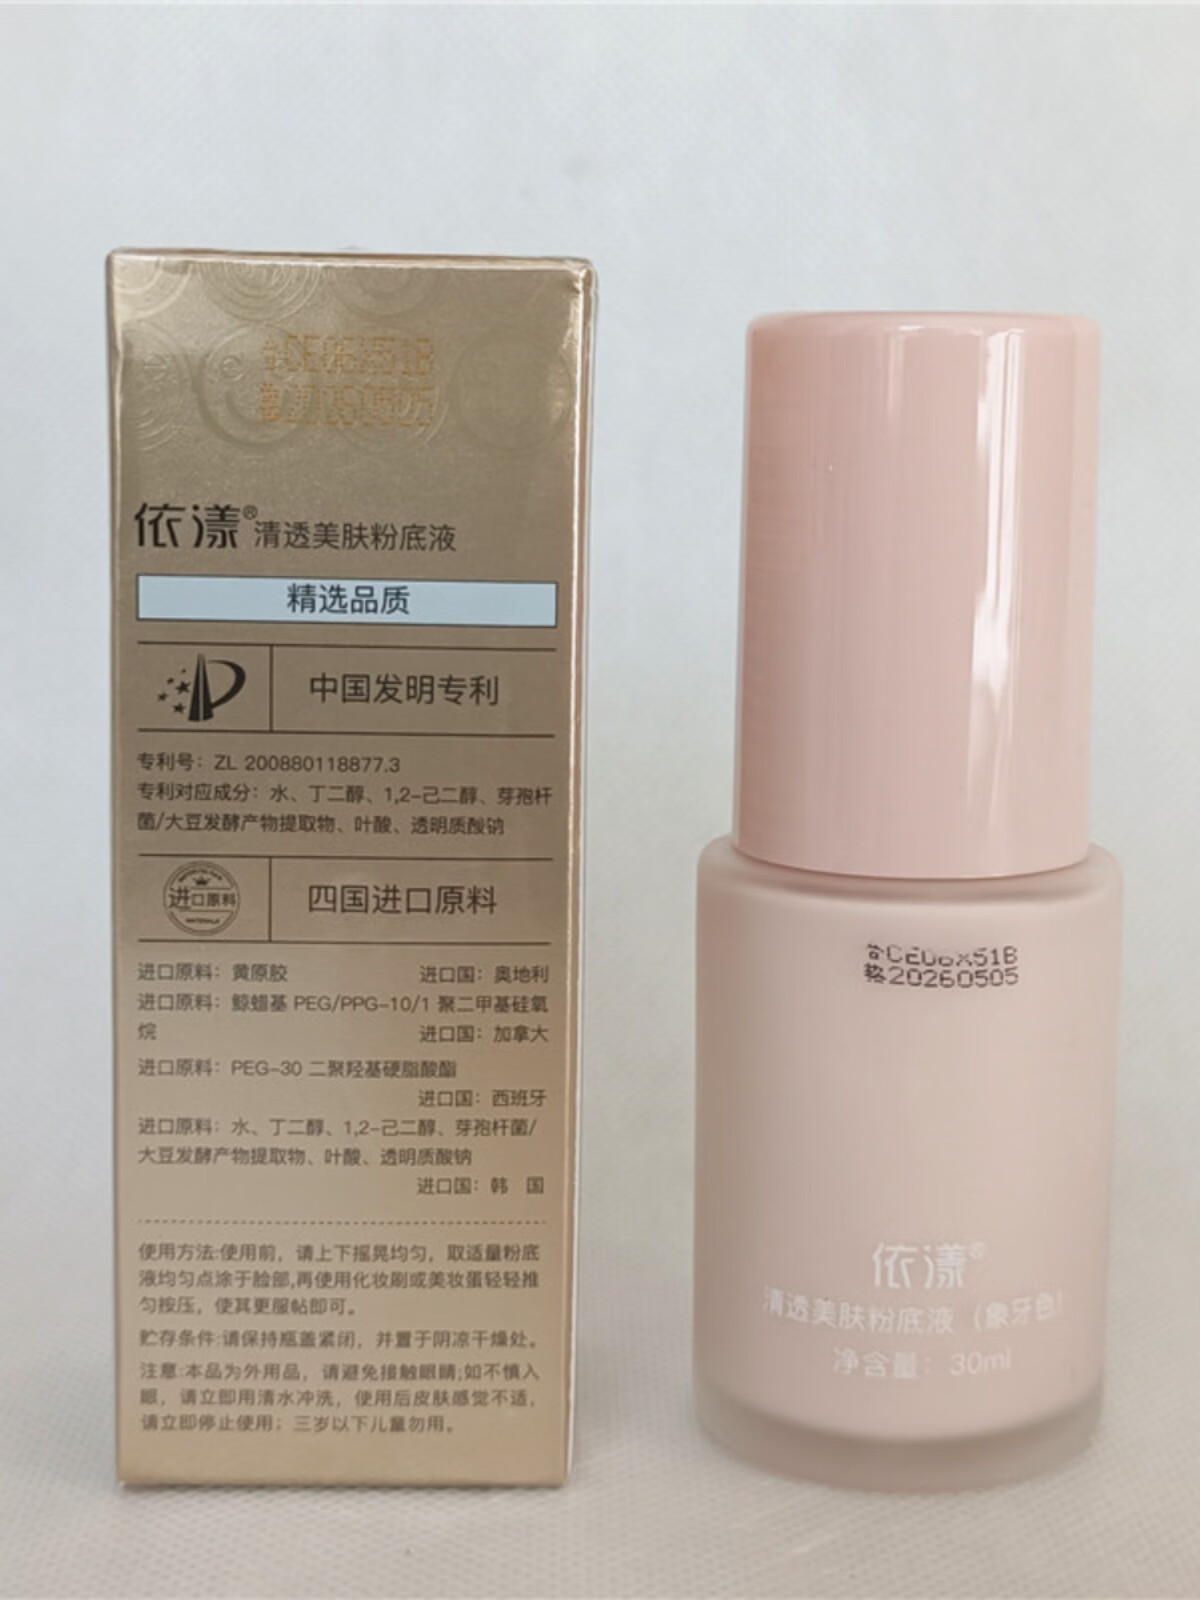 CE06X51B
20260505
依漾®清透美肤粉底液
精选品质
中国发明专利
专利号：ZL 200880118877.3
专利对应成分：水、丁二醇、1,2-己二醇、芽孢杆
菌/大豆发酵产物提取物、叶酸、透明质酸钠
进口原料
四国进口原料
进口原料：黄原胶 进口国：奥地利
进口原料：鲸蜡基 PEG/PPG-10/1 聚二甲基硅氧
烷 进口国：加拿大
进口原料：PEG-30 二聚羟基硬脂酸酯
进口国：西班牙
进口原料：水、丁二醇、1,2-己二醇、芽孢杆菌/
大豆发酵产物提取物、叶酸、透明质酸钠
进口国：韩 国
使用方法:使用前，请上下摇晃均匀，取适量粉底
液均匀点涂于脸部,再使用化妆刷或美妆蛋轻轻推
匀按压，使其更服帖即可。
贮存条件:请保持瓶盖紧闭，并置于阴凉干燥处。
注意:本品为外用品，请避免接触眼睛;如不慎入
眼，请立即用清水冲洗，使用后皮肤感觉不适，
请立即停止使用；三岁以下儿童勿用。
CE06X51B
20260505
依漾®
清透美肤粉底液（象牙色）
净含量：30ml